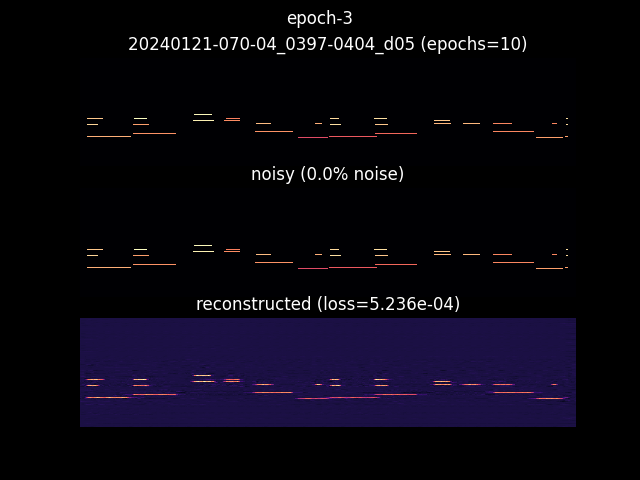 epoch-3
20240121-070-04_0397-0404_d05 (epochs=10)
noisy (0.0% noise)
reconstructed (loss=5.236e-04)